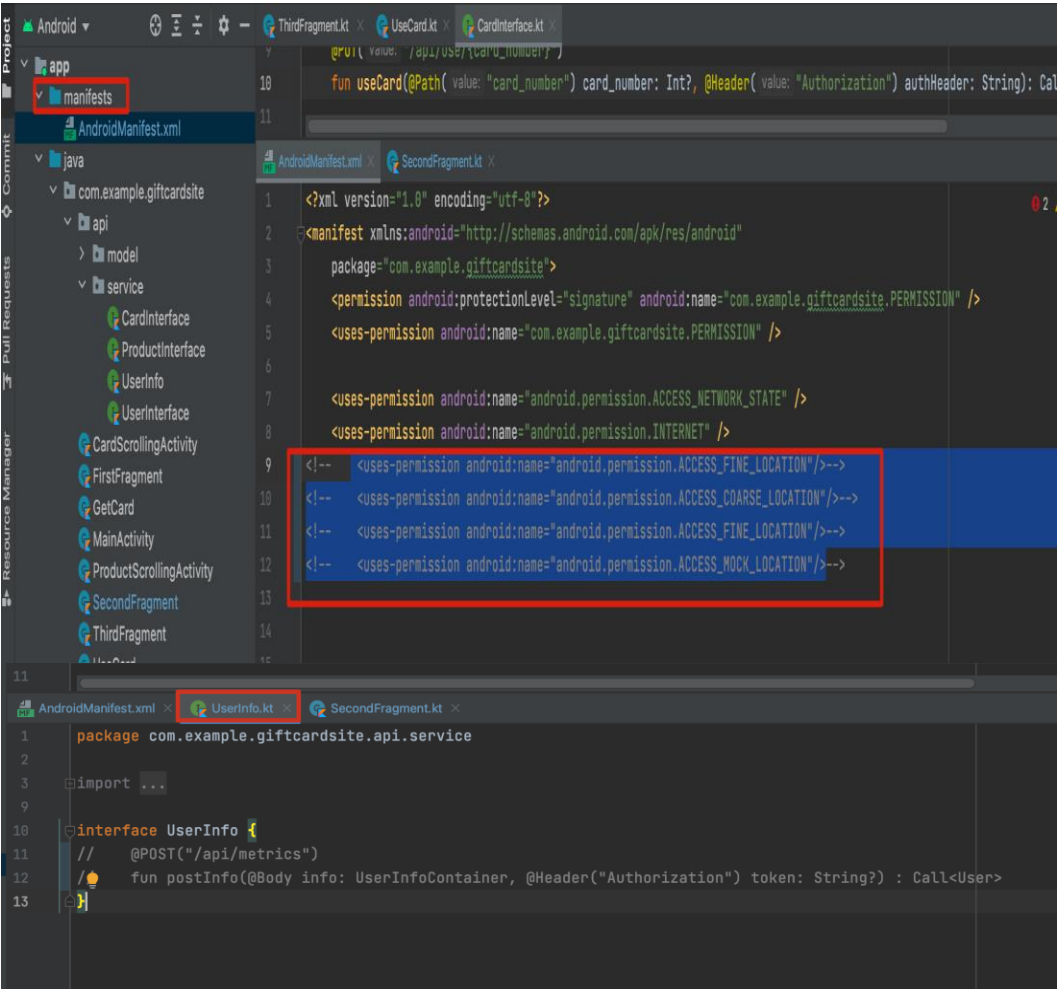 Project
Commit
Pull Requests
Resource Manager
Android
app
manifests
AndroidManifest.xml
java
com.example.giftcardsite
api
model
service
CardInterface
ProductInterface
UserInfo
UserInterface
CardScrollingActivity
FirstFragment
GetCard
MainActivity
ProductScrollingActivity
SecondFragment
ThirdFragment
UseCard
ThirdFragment.kt
UseCard.kt
CardInterface.kt
9 @PUT( value: "/api/use/{card_number}")
10 fun useCard(@Path( value: "card_number") card_number: Int?, @Header( value: "Authorization") authHeader: String): Cal
11
AndroidManifest.xml
SecondFragment.kt
2
1 <?xml version="1.0" encoding="utf-8"?>
2 <manifest xmlns:android="http://schemas.android.com/apk/res/android"
3 package="com.example.giftcardsite">
4 <permission android:protectionLevel="signature" android:name="com.example.giftcardsite.PERMISSION" />
5 <uses-permission android:name="com.example.giftcardsite.PERMISSION" />
6
7 <uses-permission android:name="android.permission.ACCESS_NETWORK_STATE" />
8 <uses-permission android:name="android.permission.INTERNET" />
9 <!-- <uses-permission android:name="android.permission.ACCESS_FINE_LOCATION"/>-->
10 <!-- <uses-permission android:name="android.permission.ACCESS_COARSE_LOCATION"/>-->
11 <!-- <uses-permission android:name="android.permission.ACCESS_FINE_LOCATION"/>-->
12 <!-- <uses-permission android:name="android.permission.ACCESS_MOCK_LOCATION"/>-->
13
14
15
11
AndroidManifest.xml
UserInfo.kt
SecondFragment.kt
1 package com.example.giftcardsite.api.service
2
3 import ...
9
10 interface UserInfo {
11 // @POST("/api/metrics")
12 / fun postInfo(@Body info: UserInfoContainer, @Header("Authorization") token: String?) : Call<User>
13 }